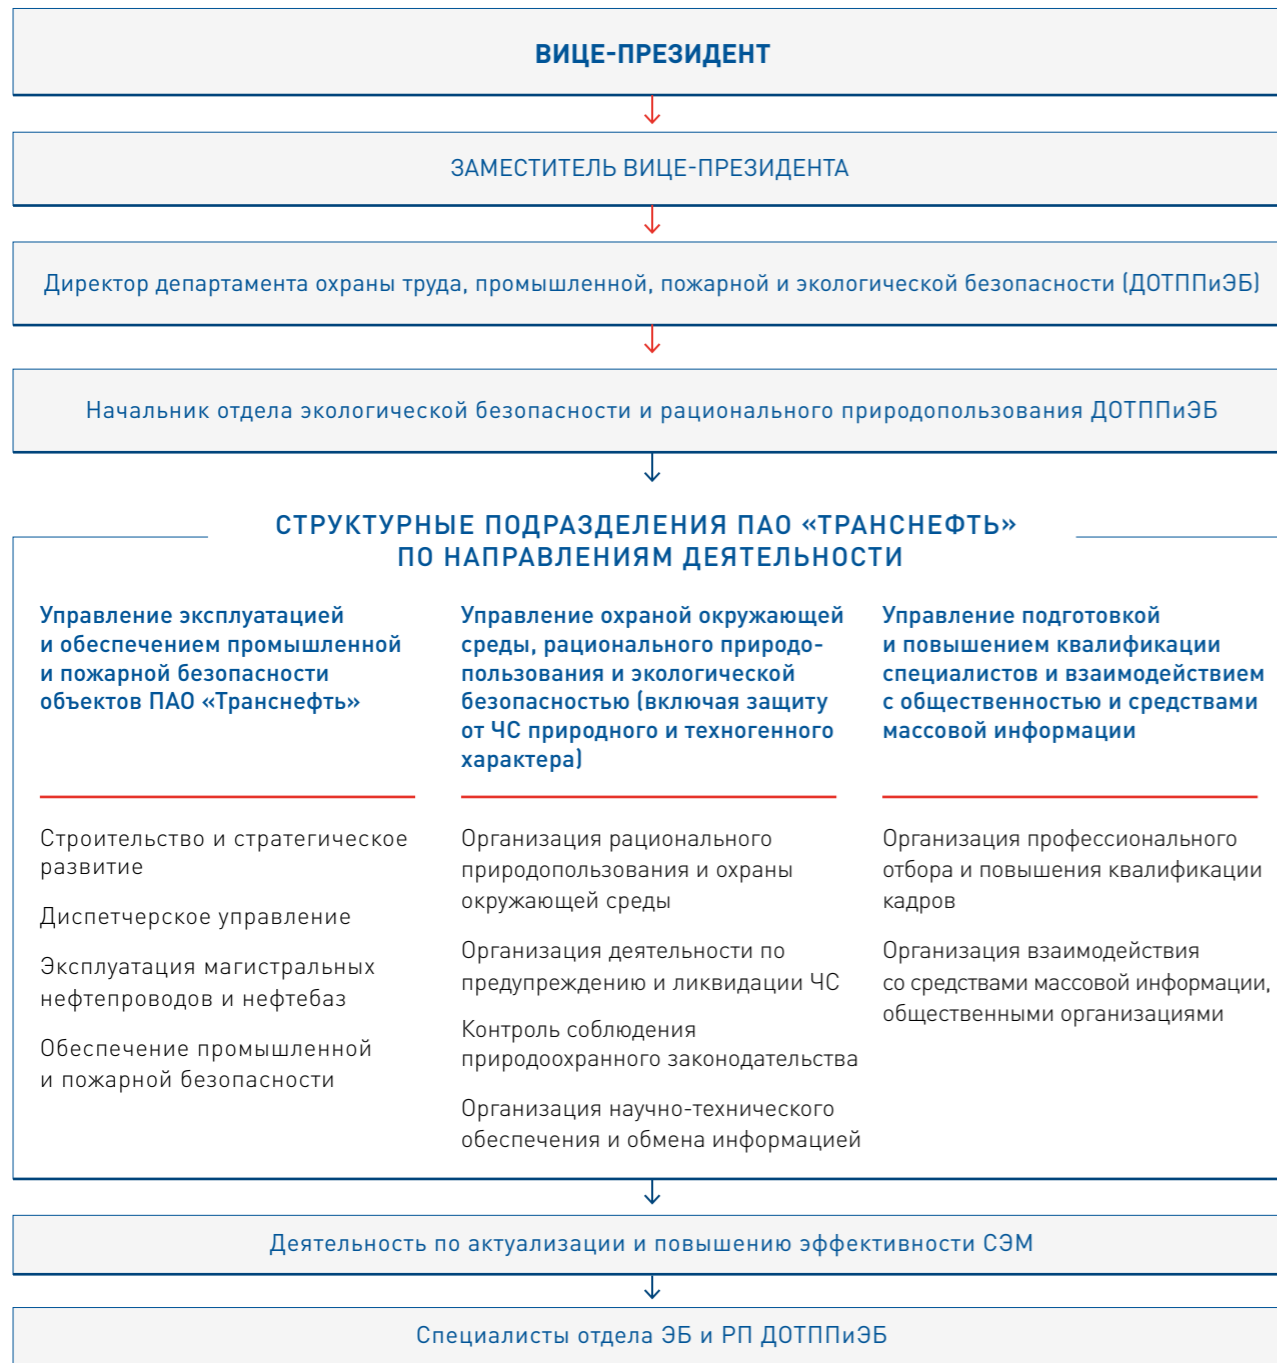 ВИЦЕ-ПРЕЗИДЕНТ
ЗАМЕСТИТЕЛЬ ВИЦЕ-ПРЕЗИДЕНТА
Директор департамента охраны труда, промышленной, пожарной и экологической безопасности (ДОТППиЭБ)
Начальник отдела экологической безопасности и рационального природопользования ДОТППиЭБ
СТРУКТУРНЫЕ ПОДРАЗДЕЛЕНИЯ ПАО «ТРАНСНЕФТЬ»
ПО НАПРАВЛЕНИЯМ ДЕЯТЕЛЬНОСТИ
Управление эксплуатацией
и обеспечением промышленной
и пожарной безопасности
объектов ПАО «Транснефть»
Строительство и стратегическое
развитие
Диспетчерское управление
Эксплуатация магистральных
нефтепроводов и нефтебаз
Обеспечение промышленной
и пожарной безопасности
Управление охраной окружающей
среды, рационального природо-
пользования и экологической
безопасностью (включая защиту
от ЧС природного и техногенного
характера)
Организация рационального
природопользования и охраны
окружающей среды
Организация деятельности по
предупреждению и ликвидации ЧС
Контроль соблюдения
природоохранного законодательства
Организация научно-технического
обеспечения и обмена информацией
Управление подготовкой
и повышением квалификации
специалистов и взаимодействием
с общественностью и средствами
массовой информации
Организация профессионального
отбора и повышения квалификации
кадров
Организация взаимодействия
со средствами массовой информации,
общественными организациями
Деятельность по актуализации и повышению эффективности СЭМ
Специалисты отдела ЭБ и РП ДОТППиЭБ